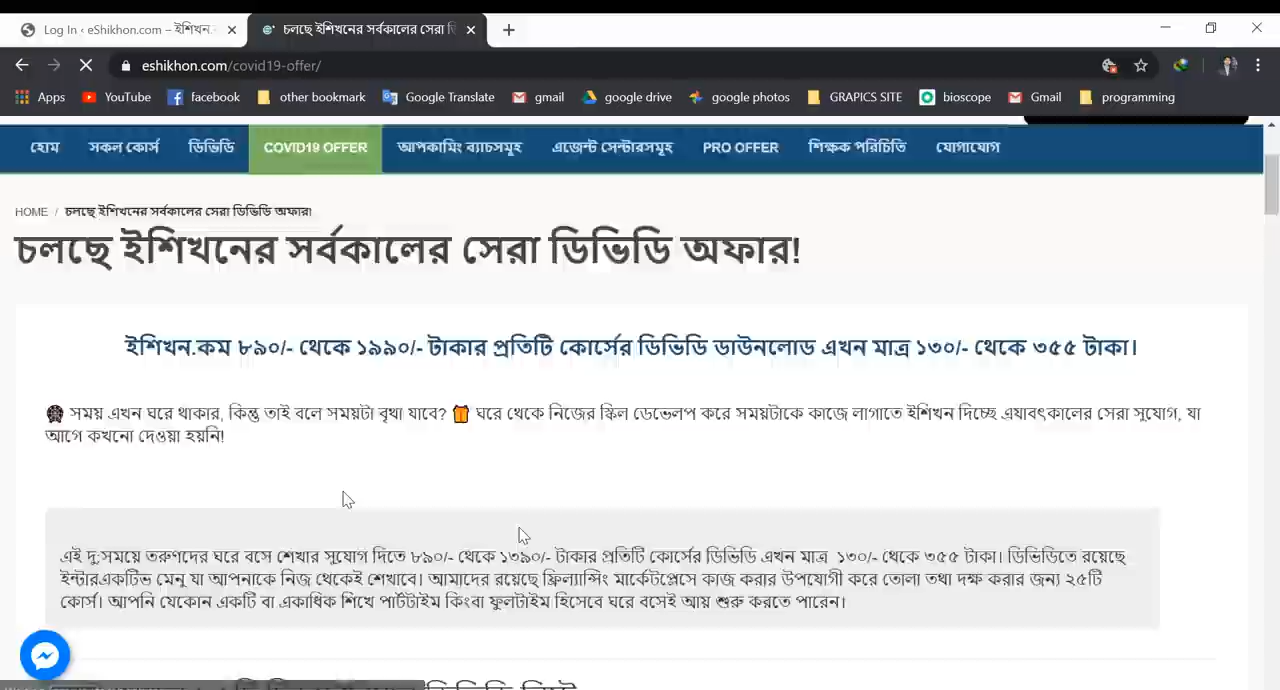 Log In ‹ eShikhon.com – ইশিখন.
চলছে ইশিখনের সর্বকালের সেরা ডি
eshikhon.com/covid19-offer/
Apps YouTube facebook other bookmark Google Translate gmail google drive google photos GRAPICS SITE bioscope Gmail programming
হোম সকল কোর্স ডিভিডি COVID19 OFFER আপকামিং ব্যাচসমূহ এজেন্ট সেন্টারসমূহ PRO OFFER শিক্ষক পরিচিতি যোগাযোগ
HOME / চলছে ইশিখনের সর্বকালের সেরা ডিভিডি অফার!
চলছে ইশিখনের সর্বকালের সেরা ডিভিডি অফার!
ইশিখন.কম ৮৯০/- থেকে ১৯৯০/- টাকার প্রতিটি কোর্সের ডিভিডি ডাউনলোড এখন মাত্র ১৩০/- থেকে ৩৫৫ টাকা।
সময় এখন ঘরে থাকার, কিন্তু তাই বলে সময়টা বৃথা যাবে? ঘরে থেকে নিজের স্কিল ডেভেলপ করে সময়টাকে কাজে লাগাতে ইশিখন দিচ্ছে এযাবৎকালের সেরা সুযোগ, যা
আগে কখনো দেওয়া হয়নি!
এই দু:সময়ে তরুণদের ঘরে বসে শেখার সুযোগ দিতে ৮৯০/- থেকে ১৩৯০/- টাকার প্রতিটি কোর্সের ডিভিডি এখন মাত্র ১৩০/- থেকে ৩৫৫ টাকা। ডিভিডিতে রয়েছে
ইন্টারএকটিভ মেনু যা আপনাকে নিজ থেকেই শেখাবে। আমাদের রয়েছে ফ্রিল্যান্সিং মার্কেটপ্লেসে কাজ করার উপযোগী করে তোলা তথা দক্ষ করার জন্য ২৫টি
কোর্স। আপনি যেকোন একটি বা একাধিক শিখে পার্টটাইম কিংবা ফুলটাইম হিসেবে ঘরে বসেই আয় শুরু করতে পারেন।